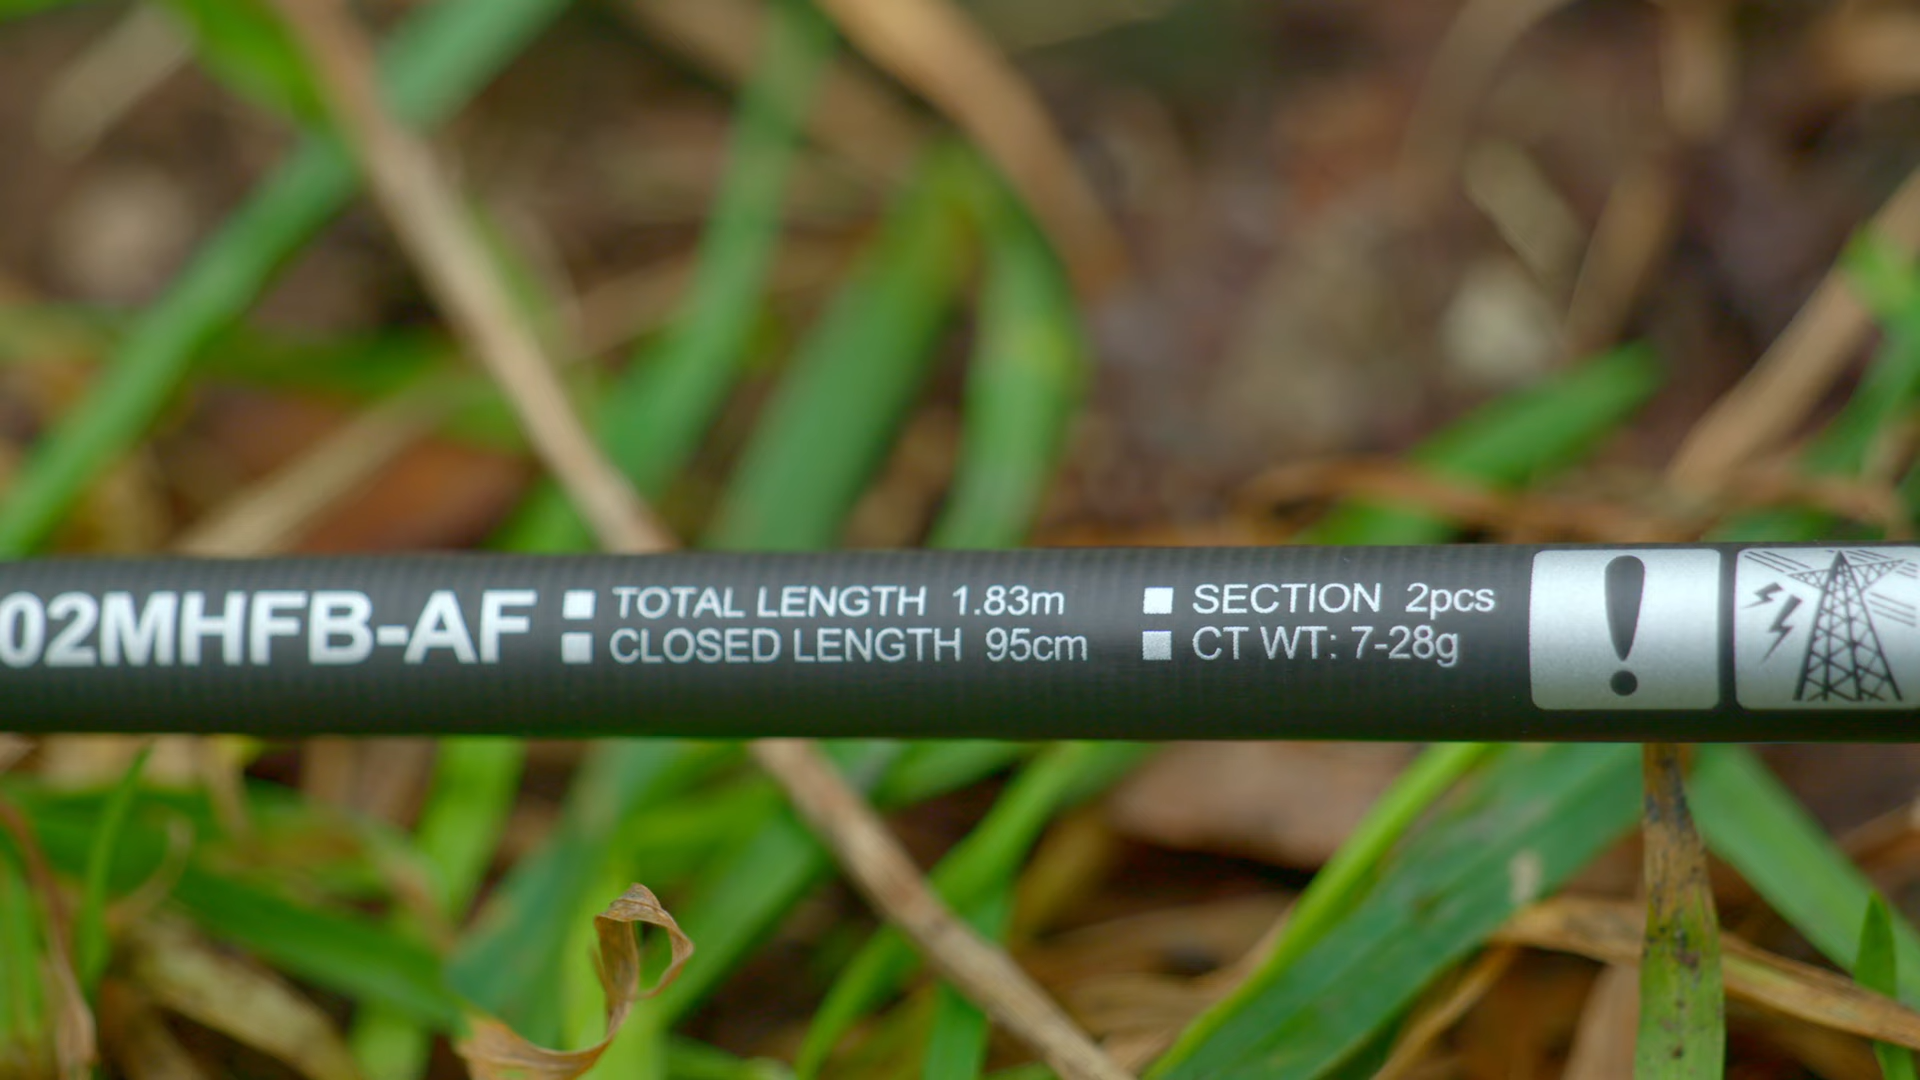 02MHFB-AF
TOTAL LENGTH 1.83m
CLOSED LENGTH 95cm
SECTION 2pcs
CT WT: 7-28g